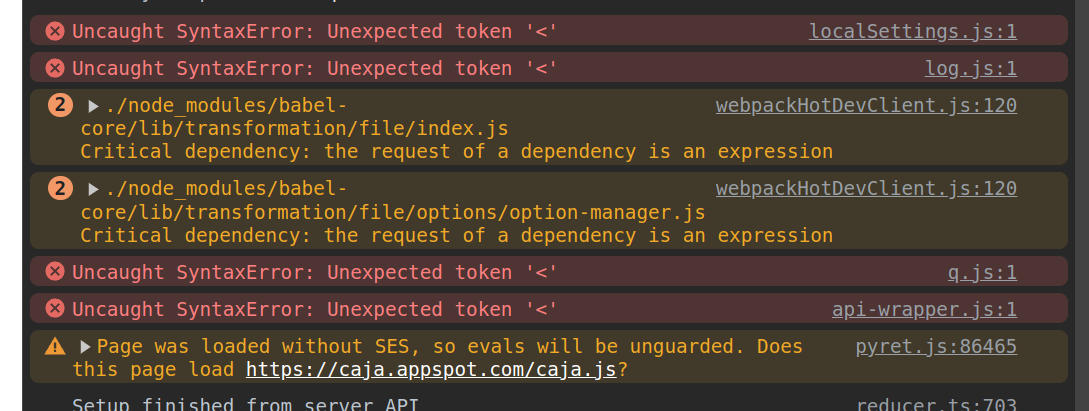 Uncaught SyntaxError: Unexpected token '<' localSettings.js:1
Uncaught SyntaxError: Unexpected token '<' log.js:1
2 ▶./node_modules/babel- webpackHotDevClient.js:120
core/lib/transformation/file/index.js
Critical dependency: the request of a dependency is an expression
2 ▶./node_modules/babel- webpackHotDevClient.js:120
core/lib/transformation/file/options/option-manager.js
Critical dependency: the request of a dependency is an expression
Uncaught SyntaxError: Unexpected token '<' q.js:1
Uncaught SyntaxError: Unexpected token '<' api-wrapper.js:1
▶Page was loaded without SES, so evals will be unguarded. Does pyret.js:86465
this page load https://caja.appspot.com/caja.js?
Setup finished from server API reducer.ts:703